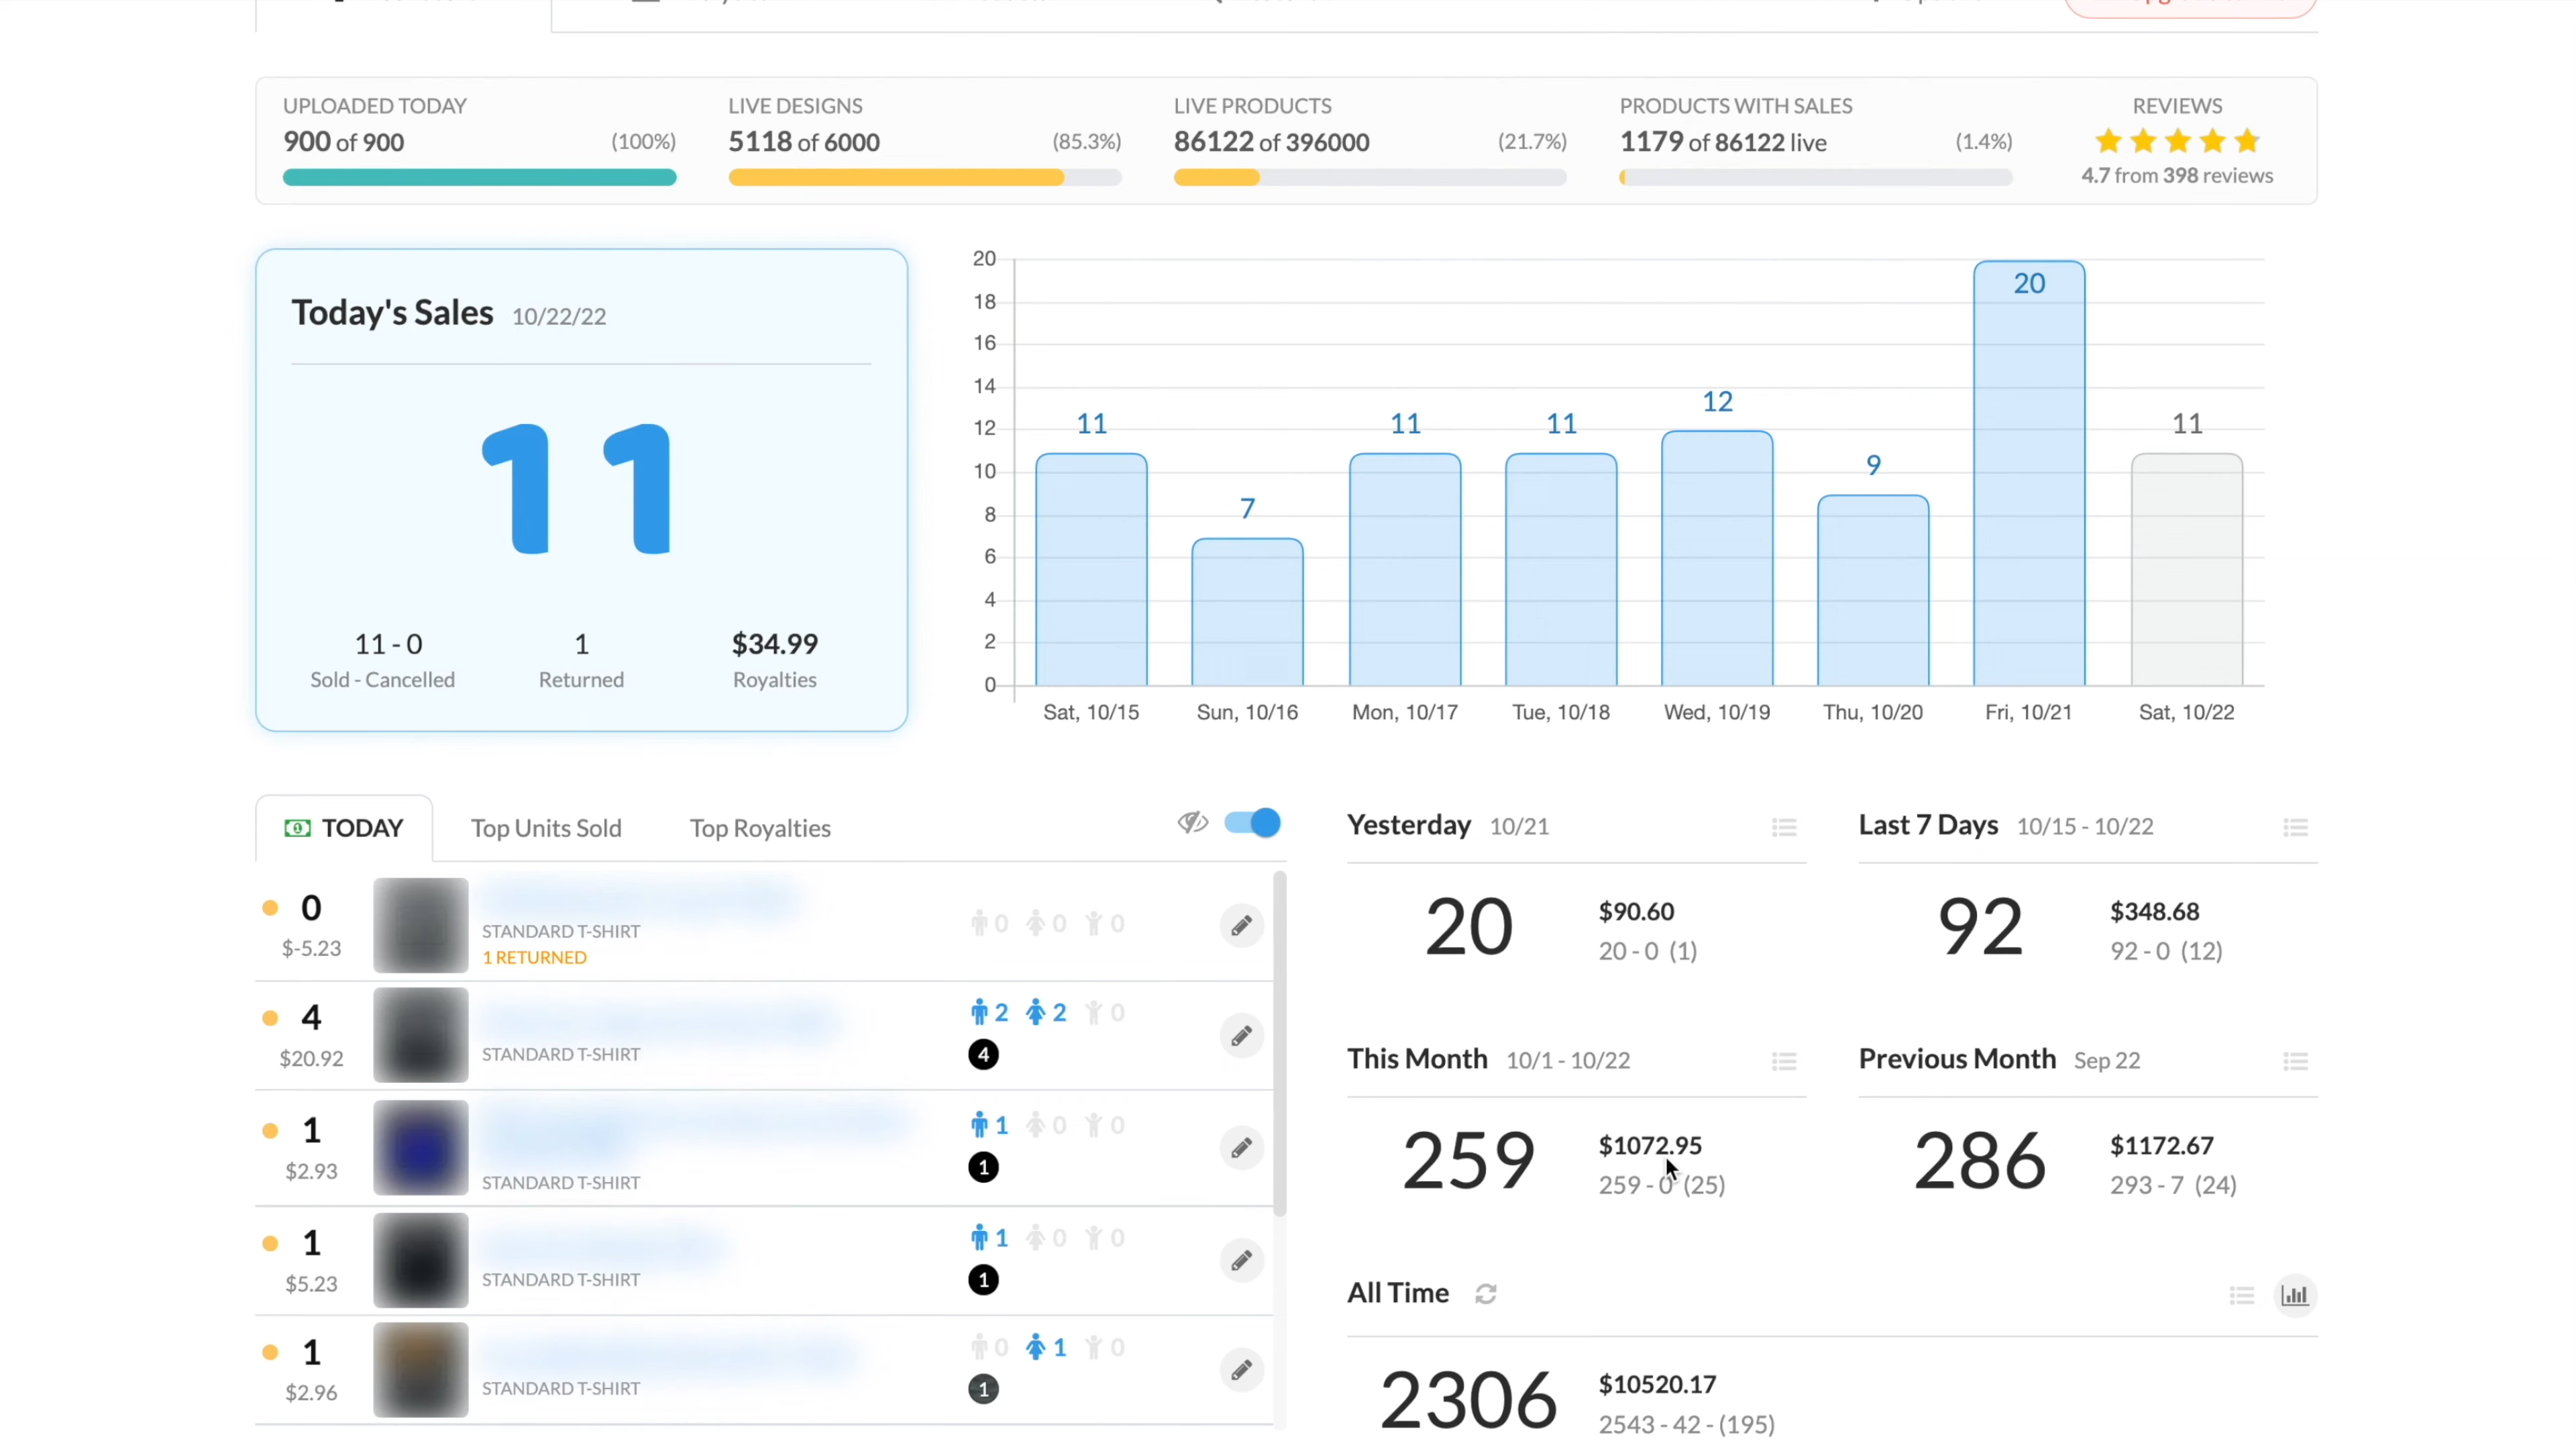 UPLOADED TODAY
900 of 900 (100%)
LIVE DESIGNS
5118 of 6000 (85.3%)
LIVE PRODUCTS
86122 of 396000 (21.7%)
PRODUCTS WITH SALES
1179 of 86122 live (1.4%)
REVIEWS
4.7 from 398 reviews
Today's Sales 10/22/22
11
11 - 0
Sold - Cancelled
1
Returned
$34.99
Royalties
20
18
16
14
12
10
8
6
4
2
0
11
7
11
11
12
9
20
11
Sat, 10/15 Sun, 10/16 Mon, 10/17 Tue, 10/18 Wed, 10/19 Thu, 10/20 Fri, 10/21 Sat, 10/22
TODAY Top Units Sold Top Royalties
0
$-5.23
STANDARD T-SHIRT
1 RETURNED
0 0 0
4
$20.92
STANDARD T-SHIRT
2 2 0
4
1
$2.93
STANDARD T-SHIRT
1 0 0
1
1
$5.23
STANDARD T-SHIRT
1 0 0
1
1
$2.96
STANDARD T-SHIRT
0 1 0
1
Yesterday 10/21
20
$90.60
20 - 0 (1)
Last 7 Days 10/15 - 10/22
92
$348.68
92 - 0 (12)
This Month 10/1 - 10/22
259
$1072.95
259 - 0 (25)
Previous Month Sep 22
286
$1172.67
293 - 7 (24)
All Time
2306
$10520.17
2543 - 42 - (195)